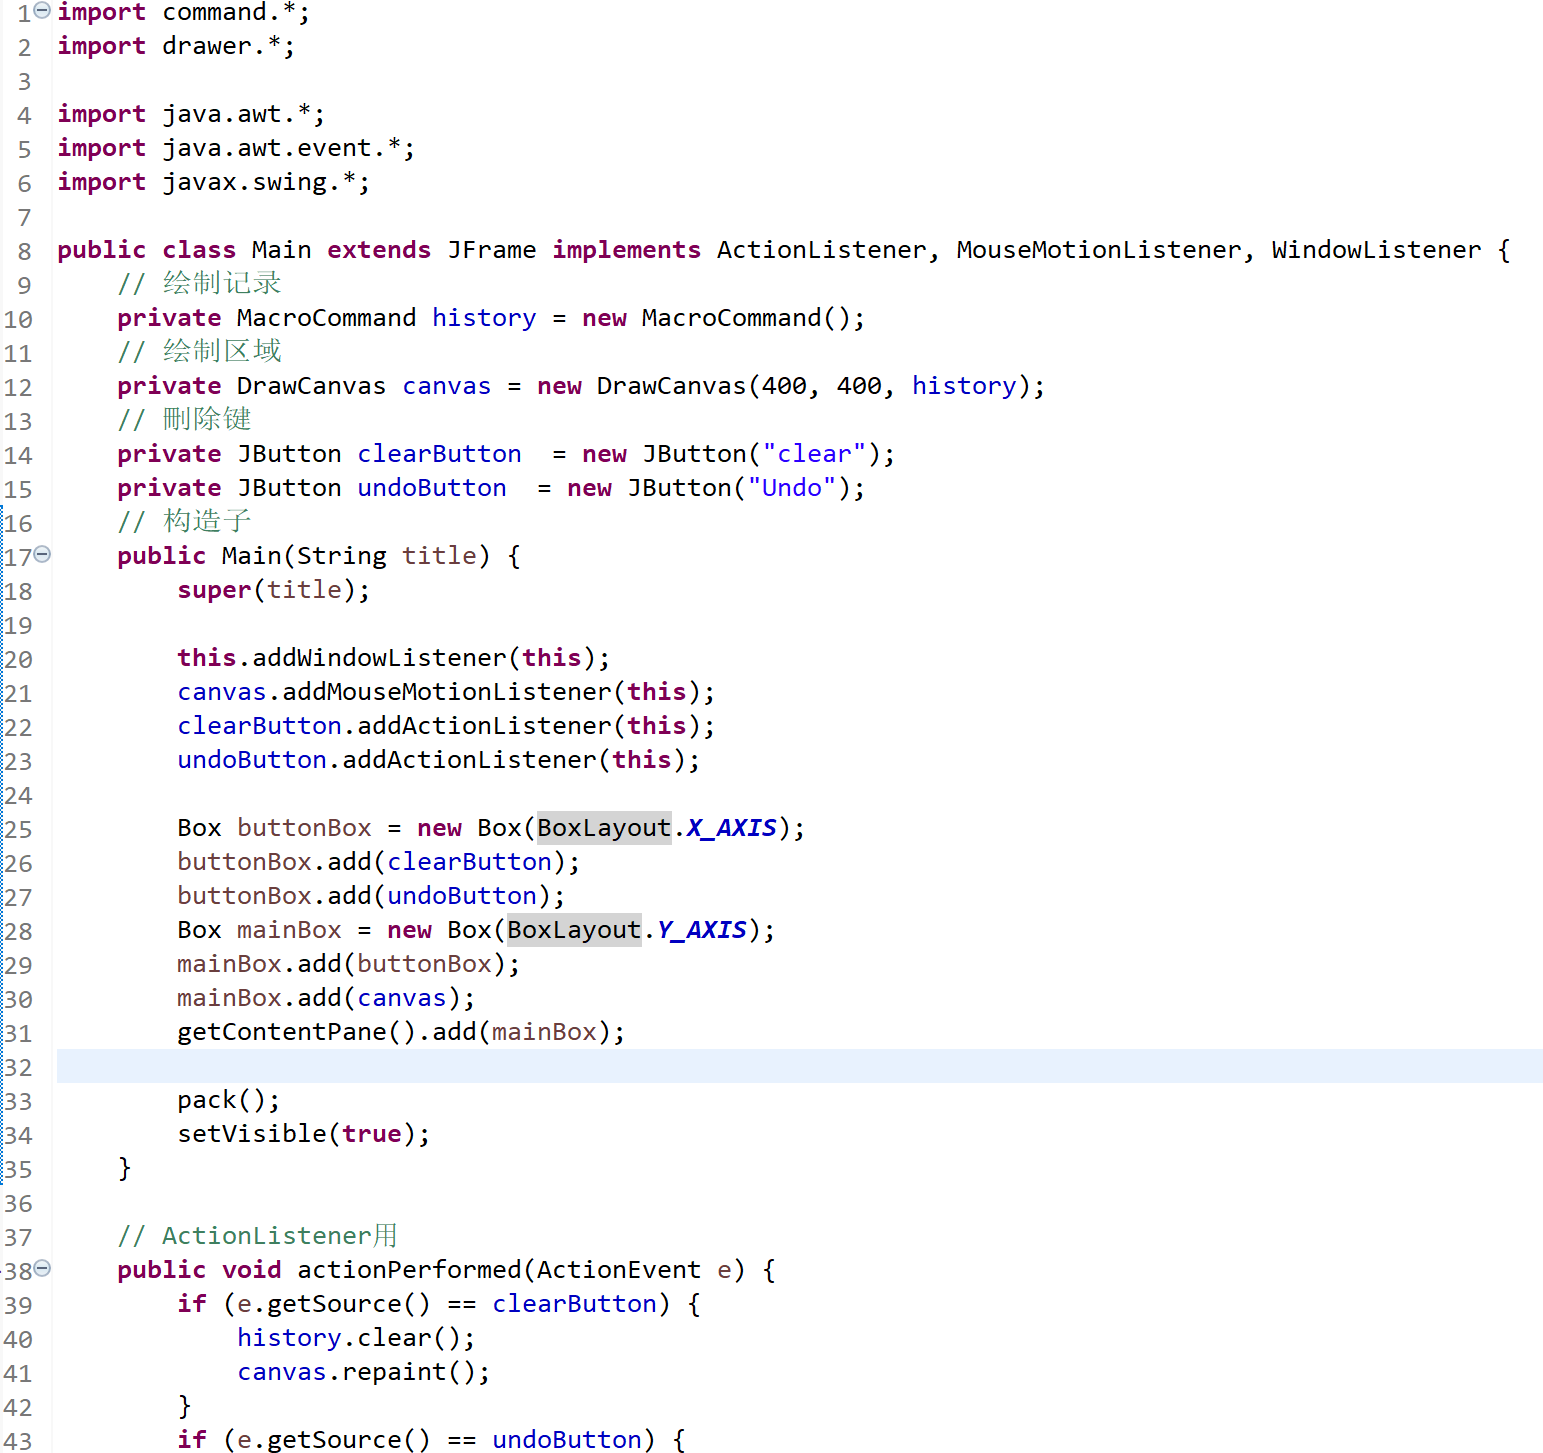 1 import command.*;
2 import drawer.*;
3
4 import java.awt.*;
5 import java.awt.event.*;
6 import javax.swing.*;
7
8 public class Main extends JFrame implements ActionListener, MouseMotionListener, WindowListener {
9     // 绘制记录
10     private MacroCommand history = new MacroCommand();
11     // 绘制区域
12     private DrawCanvas canvas = new DrawCanvas(400, 400, history);
13     // 删除键
14     private JButton clearButton  = new JButton("clear");
15     private JButton undoButton  = new JButton("Undo");
16     // 构造子
17     public Main(String title) {
18         super(title);
19
20         this.addWindowListener(this);
21         canvas.addMouseMotionListener(this);
22         clearButton.addActionListener(this);
23         undoButton.addActionListener(this);
24
25         Box buttonBox = new Box(BoxLayout.X_AXIS);
26         buttonBox.add(clearButton);
27         buttonBox.add(undoButton);
28         Box mainBox = new Box(BoxLayout.Y_AXIS);
29         mainBox.add(buttonBox);
30         mainBox.add(canvas);
31         getContentPane().add(mainBox);
32
33         pack();
34         setVisible(true);
35     }
36
37     // ActionListener用
38     public void actionPerformed(ActionEvent e) {
39         if (e.getSource() == clearButton) {
40             history.clear();
41             canvas.repaint();
42         }
43         if (e.getSource() == undoButton) {